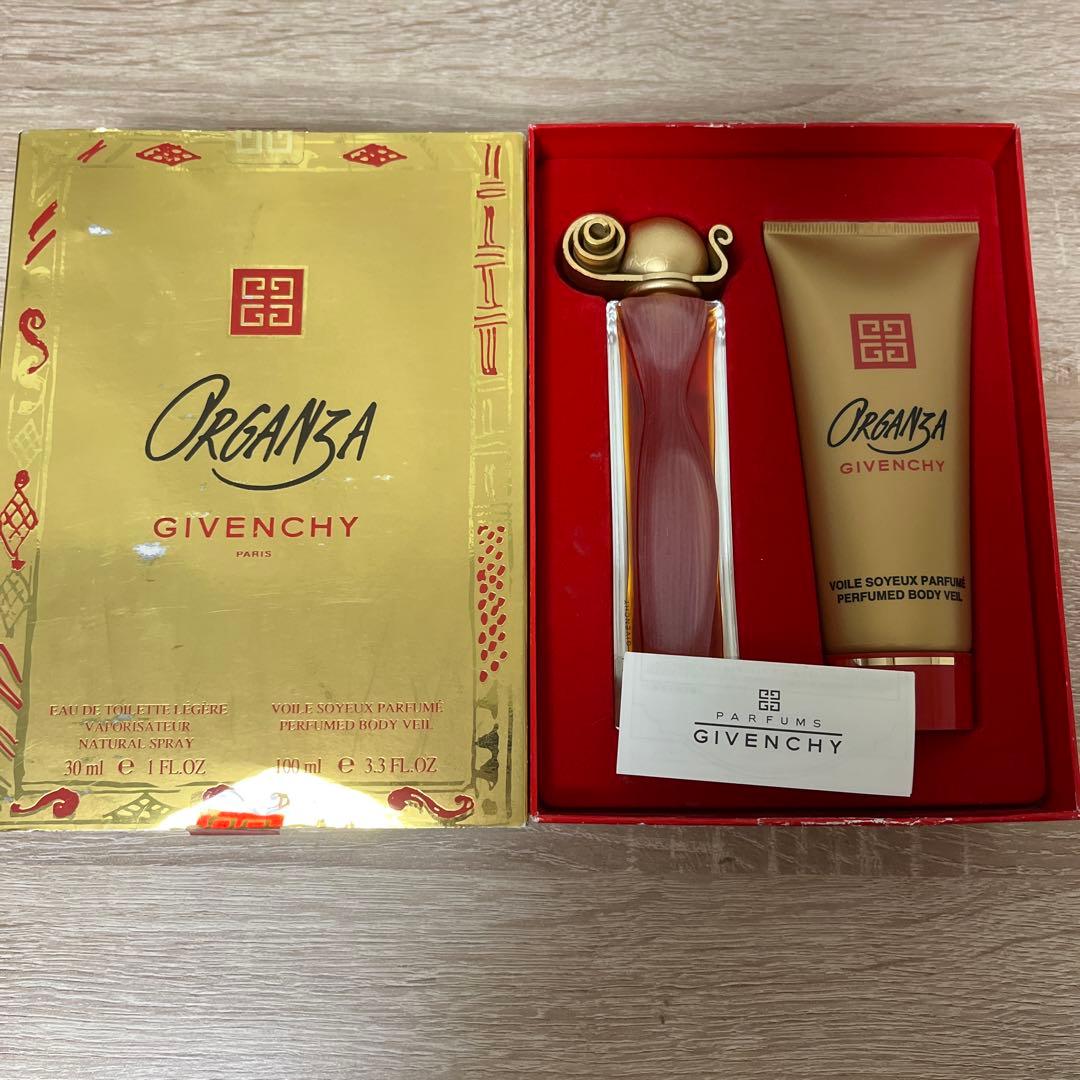 ORGANZA
GIVENCHY
PARIS
EAU DE TOILETTE LÉGÈRE
VAPORISATEUR
NATURAL SPRAY
30 ml e 1 FL.OZ
VOILE SOYEUX PARFUMÉ
PERFUMED BODY VEIL
100 ml e 3.3 FL.OZ
GIVENCHY
ORGANZA
GIVENCHY
VOILE SOYEUX PARFUMÉ
PERFUMED BODY VEIL
PARFUMS
GIVENCHY